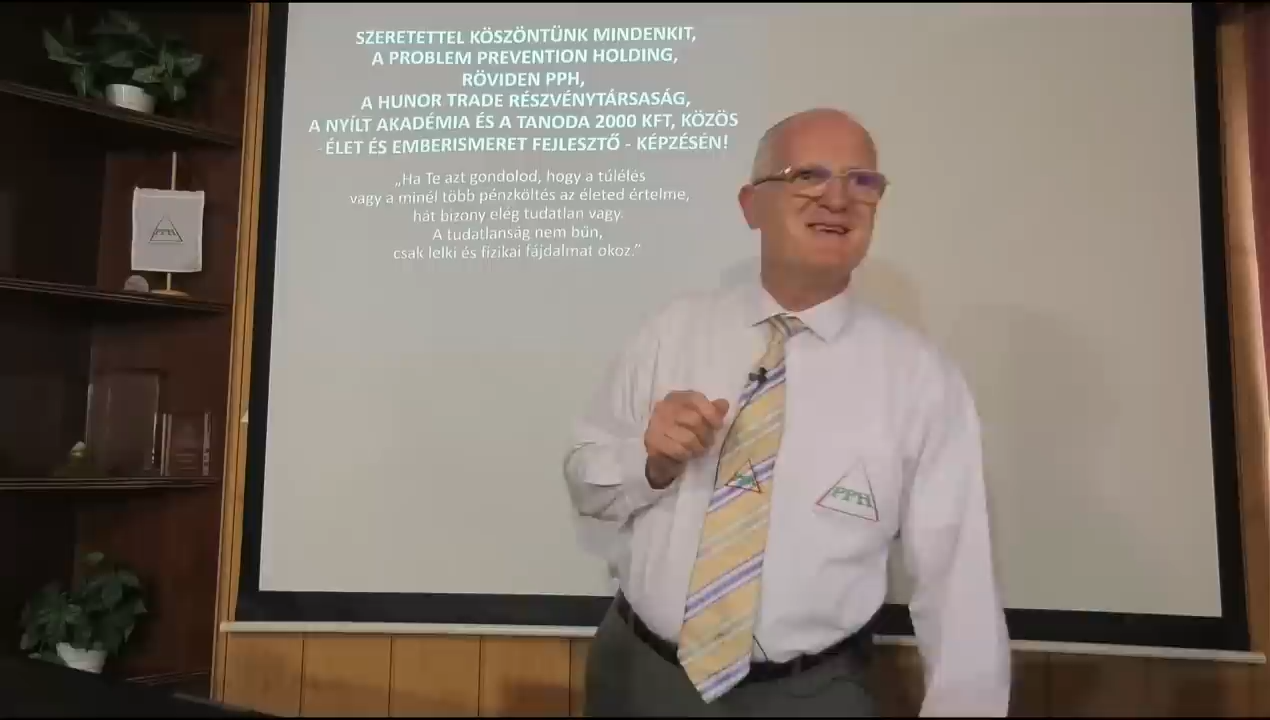 SZERETETTEL KÖSZÖNTÜNK MINDENKIT,
A PROBLEM PREVENTION HOLDING,
RÖVIDEN PPH,
A HUNOR TRADE RÉSZVÉNYTÁRSASÁG,
A NYÍLT AKADÉMIA ÉS A TANODA 2000 KFT, KÖZÖS
- ÉLET ÉS EMBERISMERET FEJLESZTŐ - KÉPZÉSÉN!
„Ha Te azt gondolod, hogy a túlélés
vagy a minél több pénzköltés az életed értelme,
hát bizony elég tudatlan vagy.
A tudatlanság nem bűn,
csak lelki és fizikai fájdalmat okoz.”
PPH
PPH